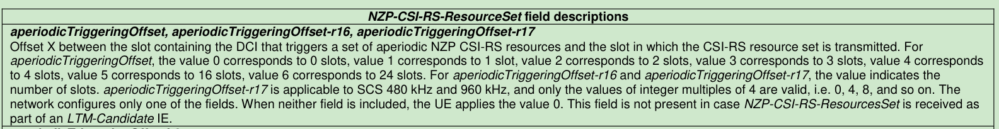 NZP-CSI-RS-ResourceSet field descriptions
aperiodicTriggeringOffset, aperiodicTriggeringOffset-r16, aperiodicTriggeringOffset-r17
Offset X between the slot containing the DCI that triggers a set of aperiodic NZP CSI-RS resources and the slot in which the CSI-RS resource set is transmitted. For
aperiodicTriggeringOffset, the value 0 corresponds to 0 slots, value 1 corresponds to 1 slot, value 2 corresponds to 2 slots, value 3 corresponds to 3 slots, value 4 corresponds
to 4 slots, value 5 corresponds to 16 slots, value 6 corresponds to 24 slots. For aperiodicTriggeringOffset-r16 and aperiodicTriggeringOffset-r17, the value indicates the
number of slots. aperiodicTriggeringOffset-r17 is applicable to SCS 480 kHz and 960 kHz, and only the values of integer multiples of 4 are valid, i.e. 0, 4, 8, and so on. The
network configures only one of the fields. When neither field is included, the UE applies the value 0. This field is not present in case NZP-CSI-RS-ResourcesSet is received as
part of an LTM-Candidate IE.